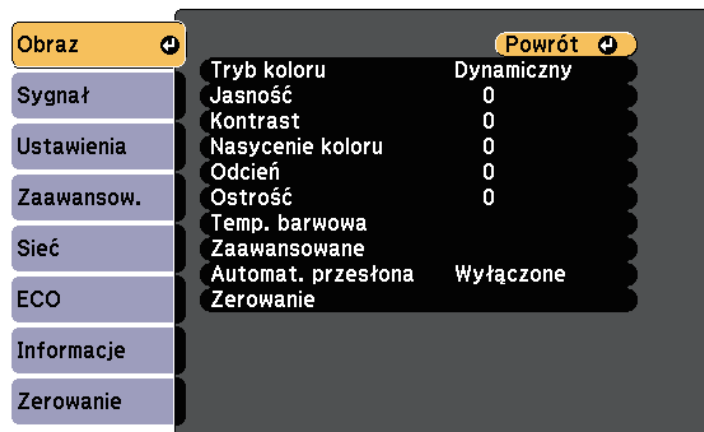 Obraz
Sygnał
Ustawienia
Zaawansow.
Sieć
ECO
Informacje
Zerowanie
Powrót
Tryb koloru Dynamiczny
Jasność 0
Kontrast 0
Nasycenie koloru 0
Odcień 0
Ostrość 0
Temp. barwowa
Zaawansowane
Automat. przesłona Wyłączone
Zerowanie